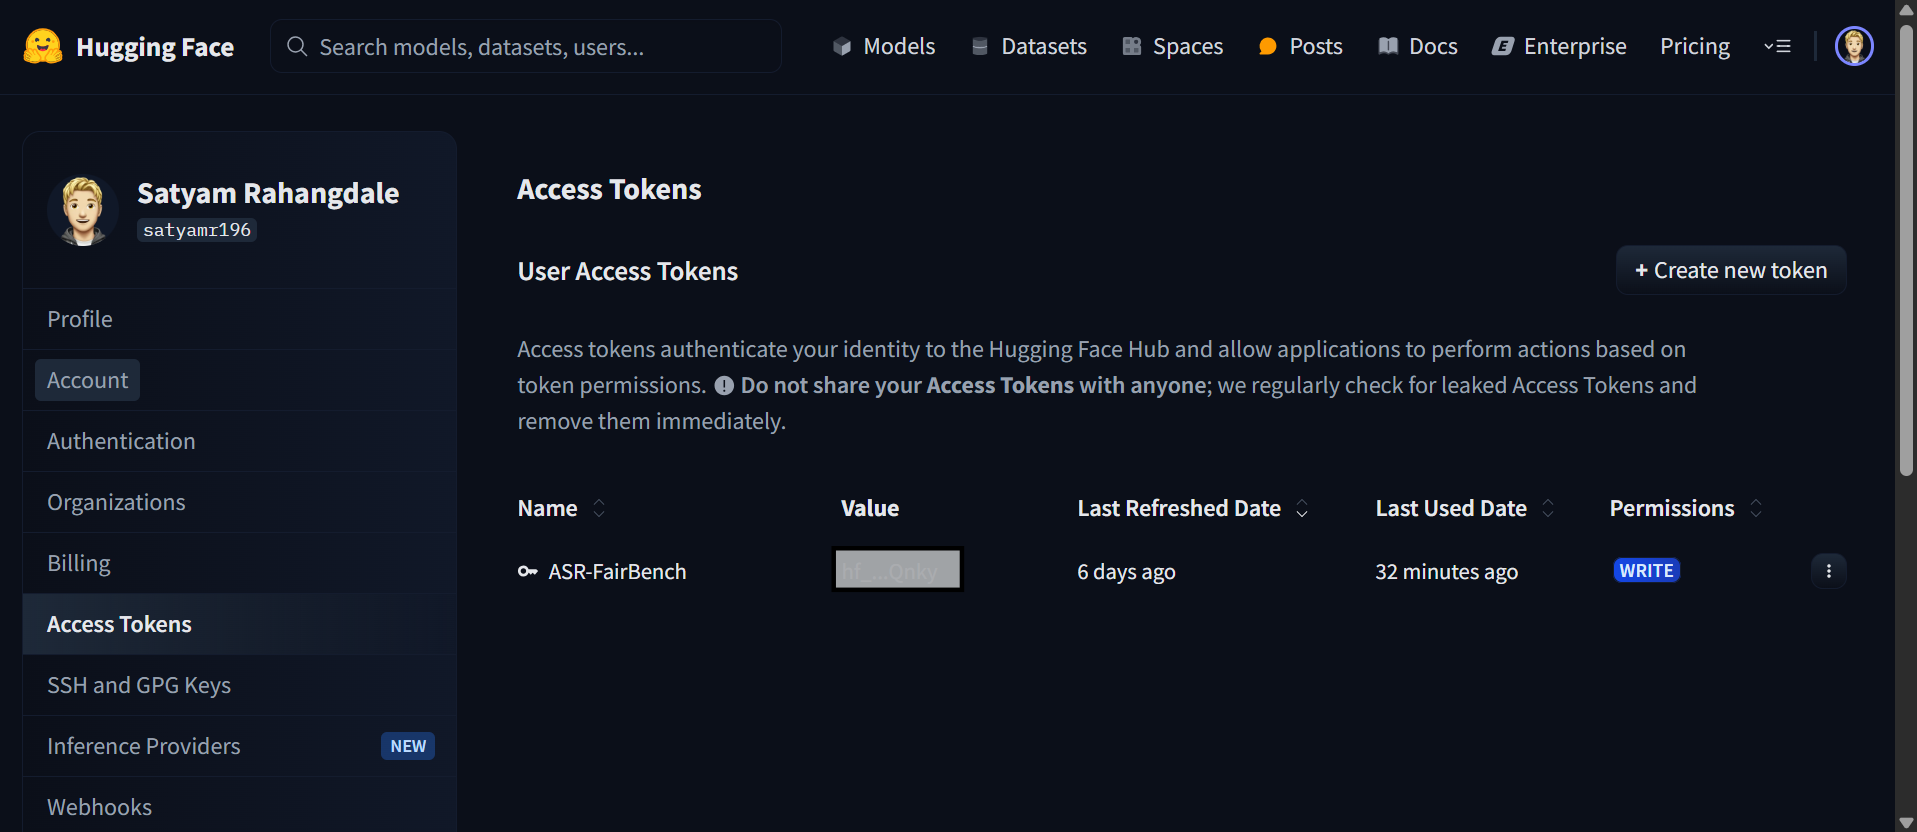 Hugging Face
Search models, datasets, users...
Models
Datasets
Spaces
Posts
Docs
Enterprise
Pricing
Satyam Rahangdale
satyamr196
Profile
Account
Authentication
Organizations
Billing
Access Tokens
SSH and GPG Keys
Inference Providers NEW
Webhooks
Access Tokens
User Access Tokens
+ Create new token
Access tokens authenticate your identity to the Hugging Face Hub and allow applications to perform actions based on
token permissions. Do not share your Access Tokens with anyone; we regularly check for leaked Access Tokens and
remove them immediately.
Name Value Last Refreshed Date Last Used Date Permissions
ASR-FairBench hf_...Qnky 6 days ago 32 minutes ago WRITE